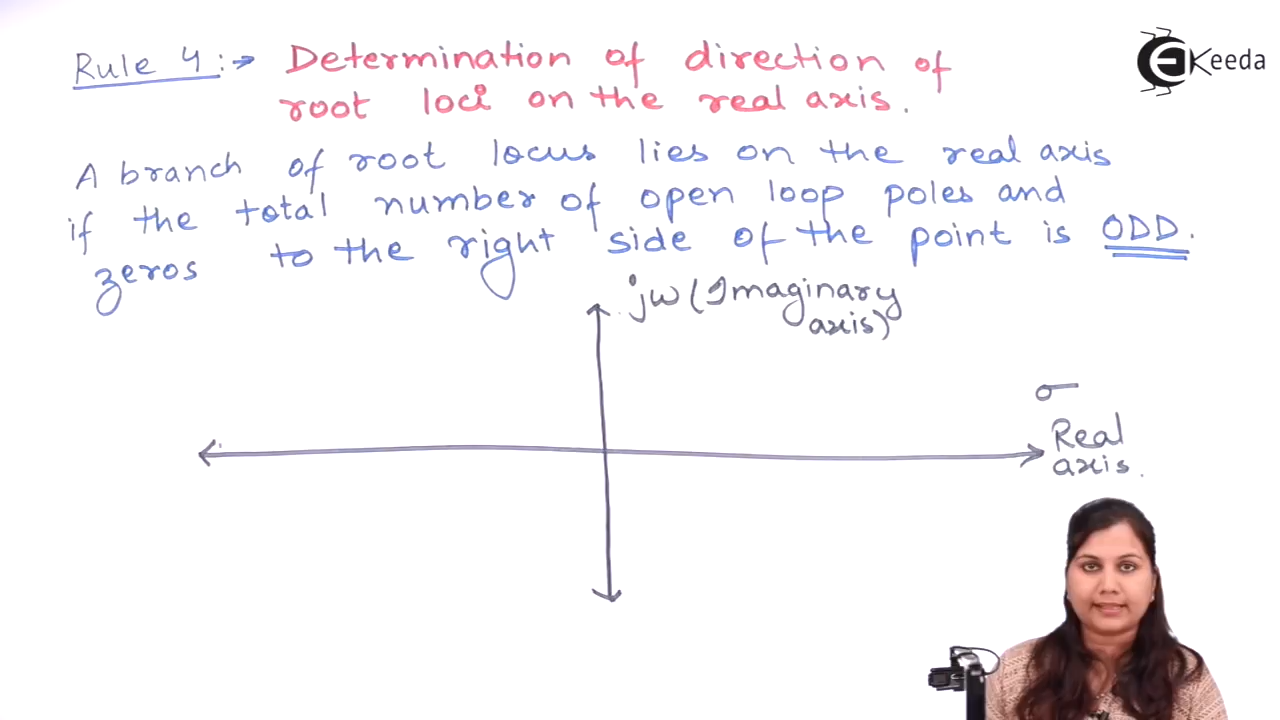 Rule 4 :→ Determination of direction of
root loci on the real axis.
A branch of root locus lies on the real axis
if the total number of open loop poles and
zeros to the right side of the point is ODD.
jω (Imaginary
axis)
σ
Real
axis.
Keeda